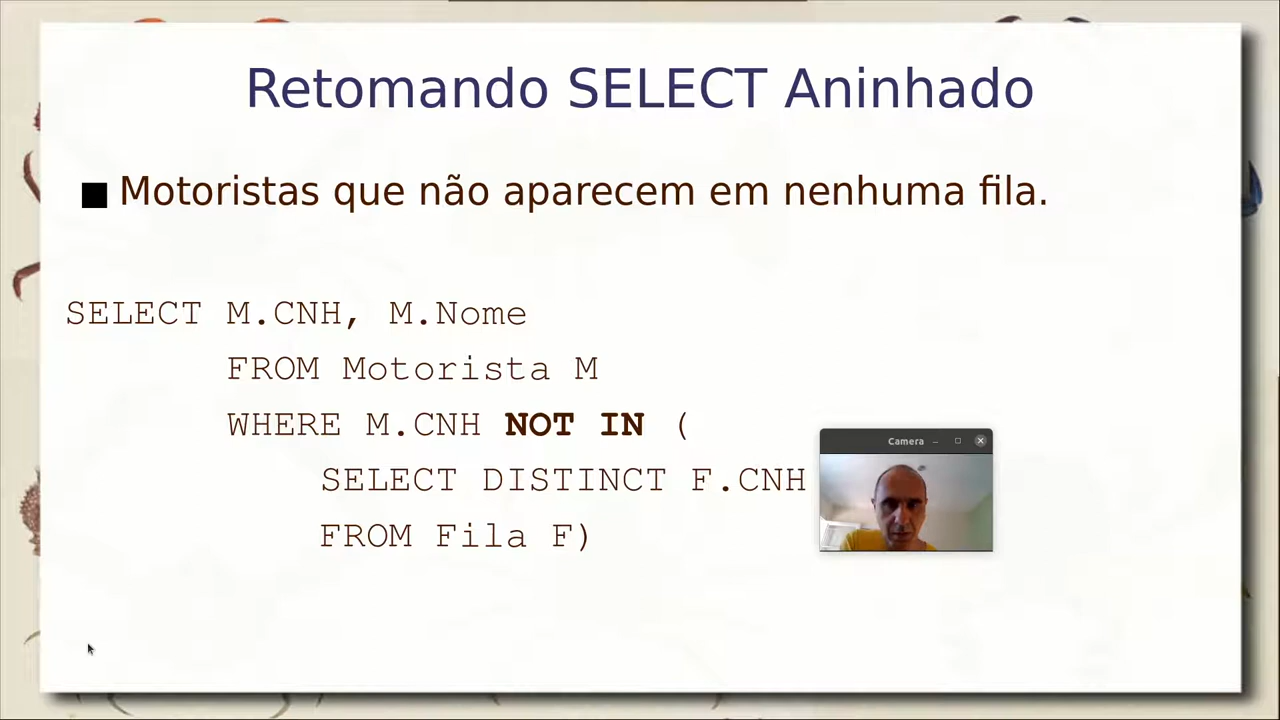 Retomando SELECT Aninhado
Motoristas que não aparecem em nenhuma fila.
SELECT M.CNH, M.Nome
FROM Motorista M
WHERE M.CNH NOT IN (
SELECT DISTINCT F.CNH
FROM Fila F)
Camera